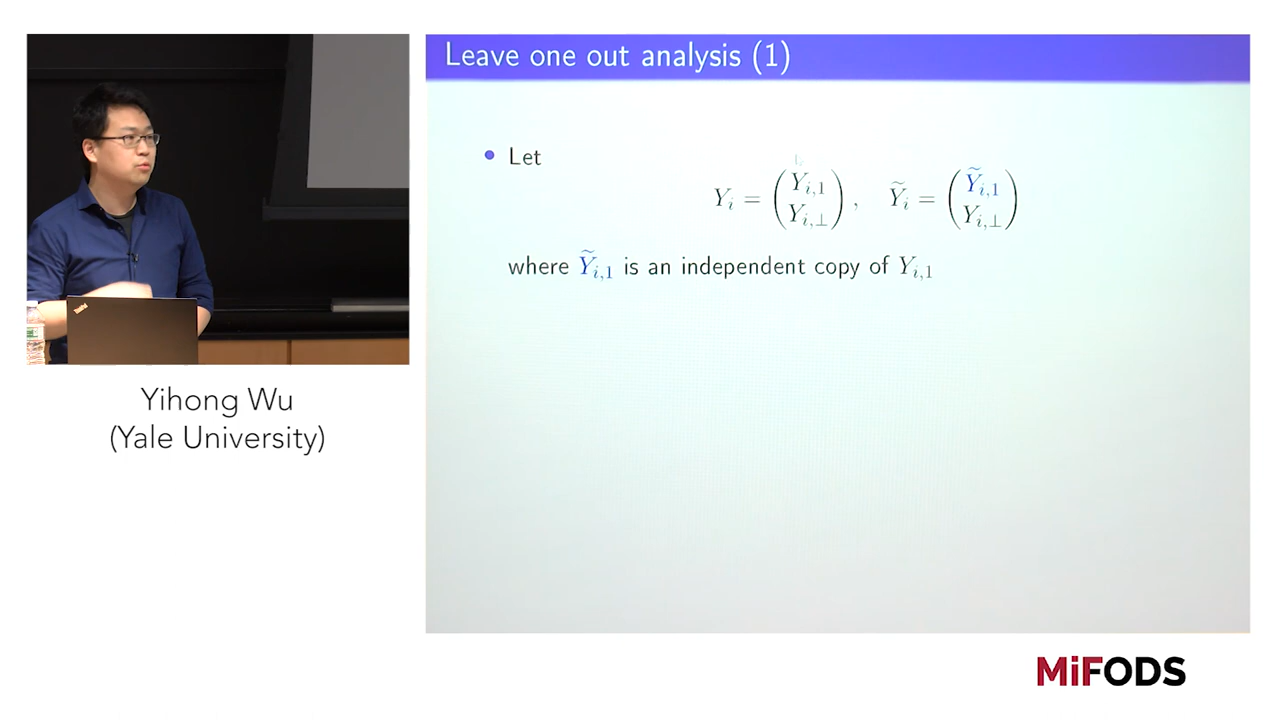 Leave one out analysis (1)
• Let
Y_i = (Y_{i,1} Y_{i,⊥}), Ỹ_i = (Ỹ_{i,1} Y_{i,⊥})
where Ỹ_{i,1} is an independent copy of Y_{i,1}
Yihong Wu
(Yale University)
MiFODS